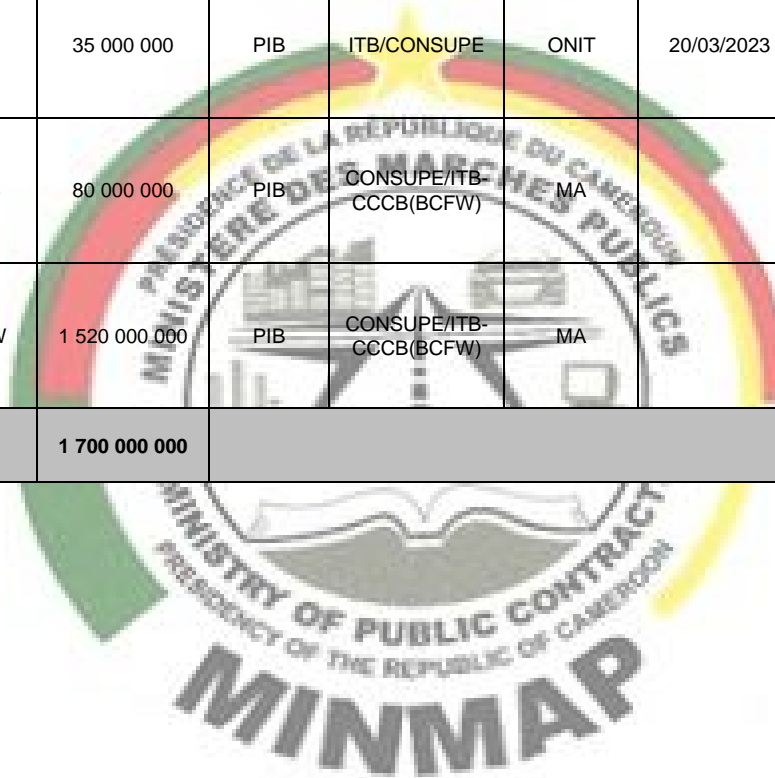 35 000 000 PIB ITB/CONSUPE ONIT 20/03/2023
80 000 000 PIB CONSUPE/ITB-
CCCB(BCFW) MA
1 520 000 000 PIB CONSUPE/ITB-
CCCB(BCFW) MA
1 700 000 000
PRESIDENCE DE LA REPUBLIQUE DU CAMEROUN
MINISTERE DES MARCHES PUBLICS
MINISTRY OF PUBLIC CONTRACT
PRESIDENCY OF THE REPUBLIC OF CAMEROON
MINMAP